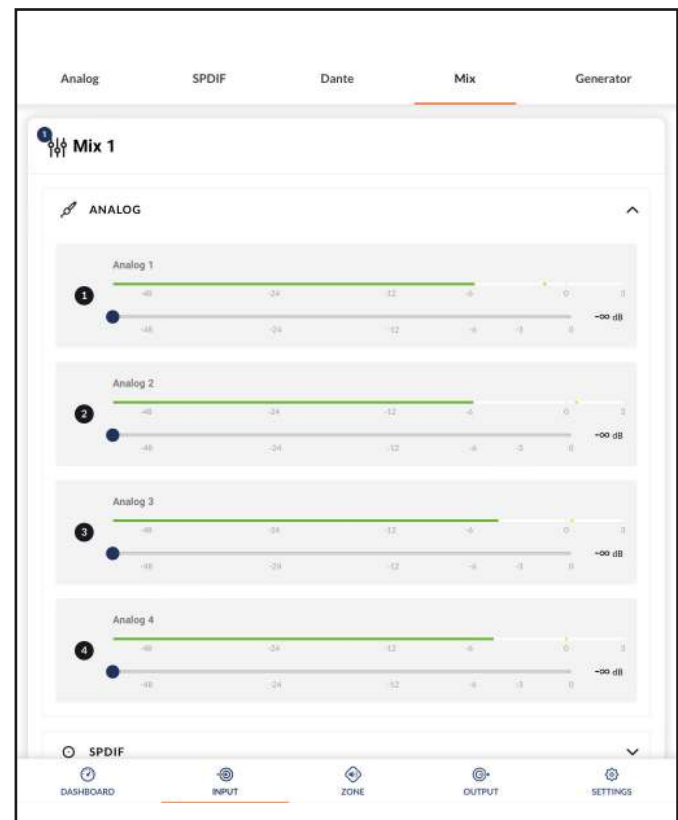 Analog SPDIF Dante Mix Generator
1 Mix 1
ANALOG
Analog 1
1
-48 -24 -12 -6 0 3
-∞ dB
-48 -24 -12 -6 -3 0
Analog 2
2
-48 -24 -12 -6 0 3
-∞ dB
-48 -24 -12 -6 -3 0
Analog 3
3
-48 -24 -12 -6 0 3
-∞ dB
-48 -24 -12 -6 -3 0
Analog 4
4
-48 -24 -12 -6 0 3
-∞ dB
-48 -24 -12 -6 -3 0
SPDIF
DASHBOARD INPUT ZONE OUTPUT SETTINGS